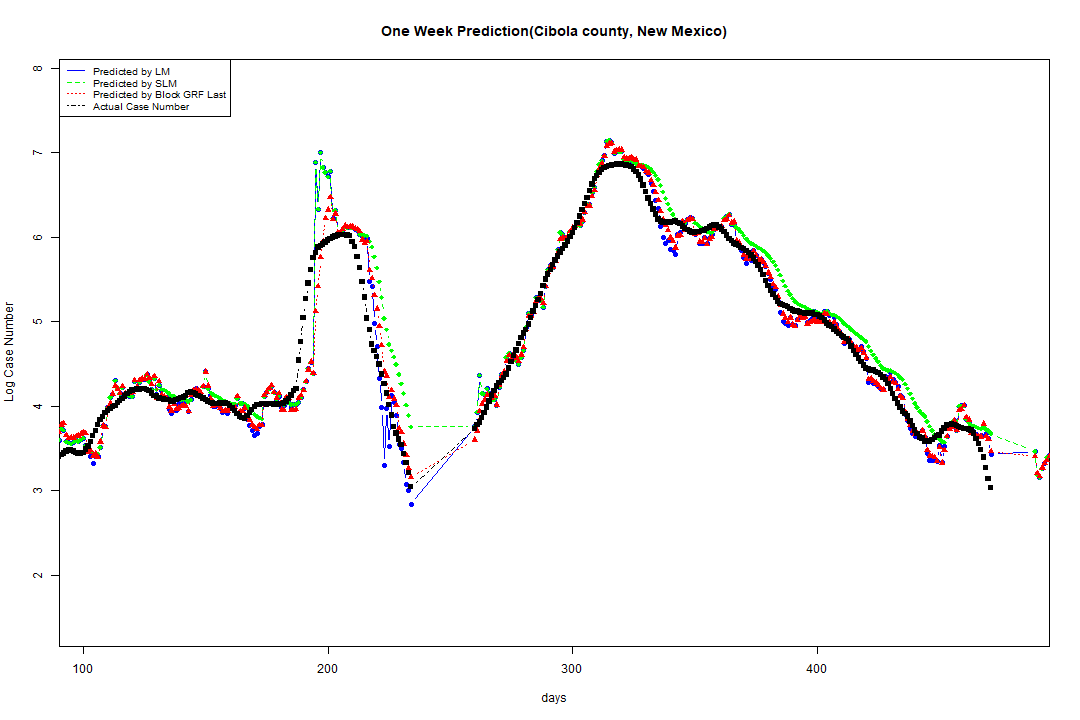 One Week Prediction(Cibola county, New Mexico)
Predicted by LM
Predicted by SLM
Predicted by Block GRF Last
Actual Case Number
8
7
6
5
4
3
2
Log Case Number
100 200 300 400
days